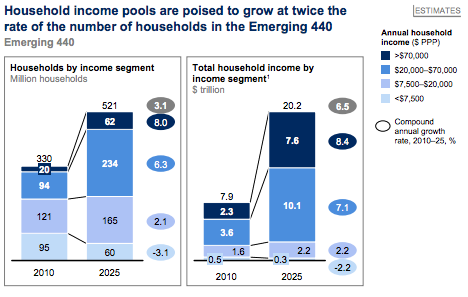 Household income pools are poised to grow at twice the
rate of the number of households in the Emerging 440
Emerging 440
ESTIMATES
Annual household
income ($ PPP)
>$70,000
$20,000–$70,000
$7,500–$20,000
<$7,500
Compound
annual growth
rate, 2010–25, %
Households by income segment
Million households
330
20
94
121
95
2010
521
62
234
165
60
2025
3.1
8.0
6.3
2.1
-3.1
Total household income by
income segment¹
$ trillion
7.9
2.3
3.6
1.6
0.5
2010
20.2
7.6
10.1
2.2
0.3
2025
6.5
8.4
7.1
2.2
-2.2